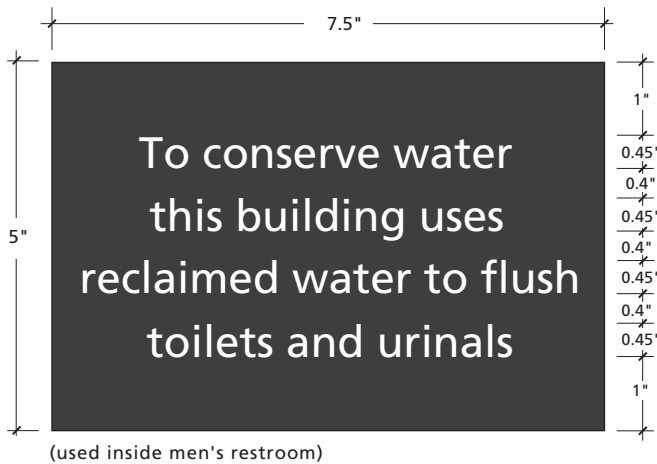 7.5"
1"
To conserve water
0.45"
0.4"
this building uses
0.45"
5"
0.4"
reclaimed water to flush
0.45"
0.4"
toilets and urinals
0.45"
1"
(used inside men's restroom)